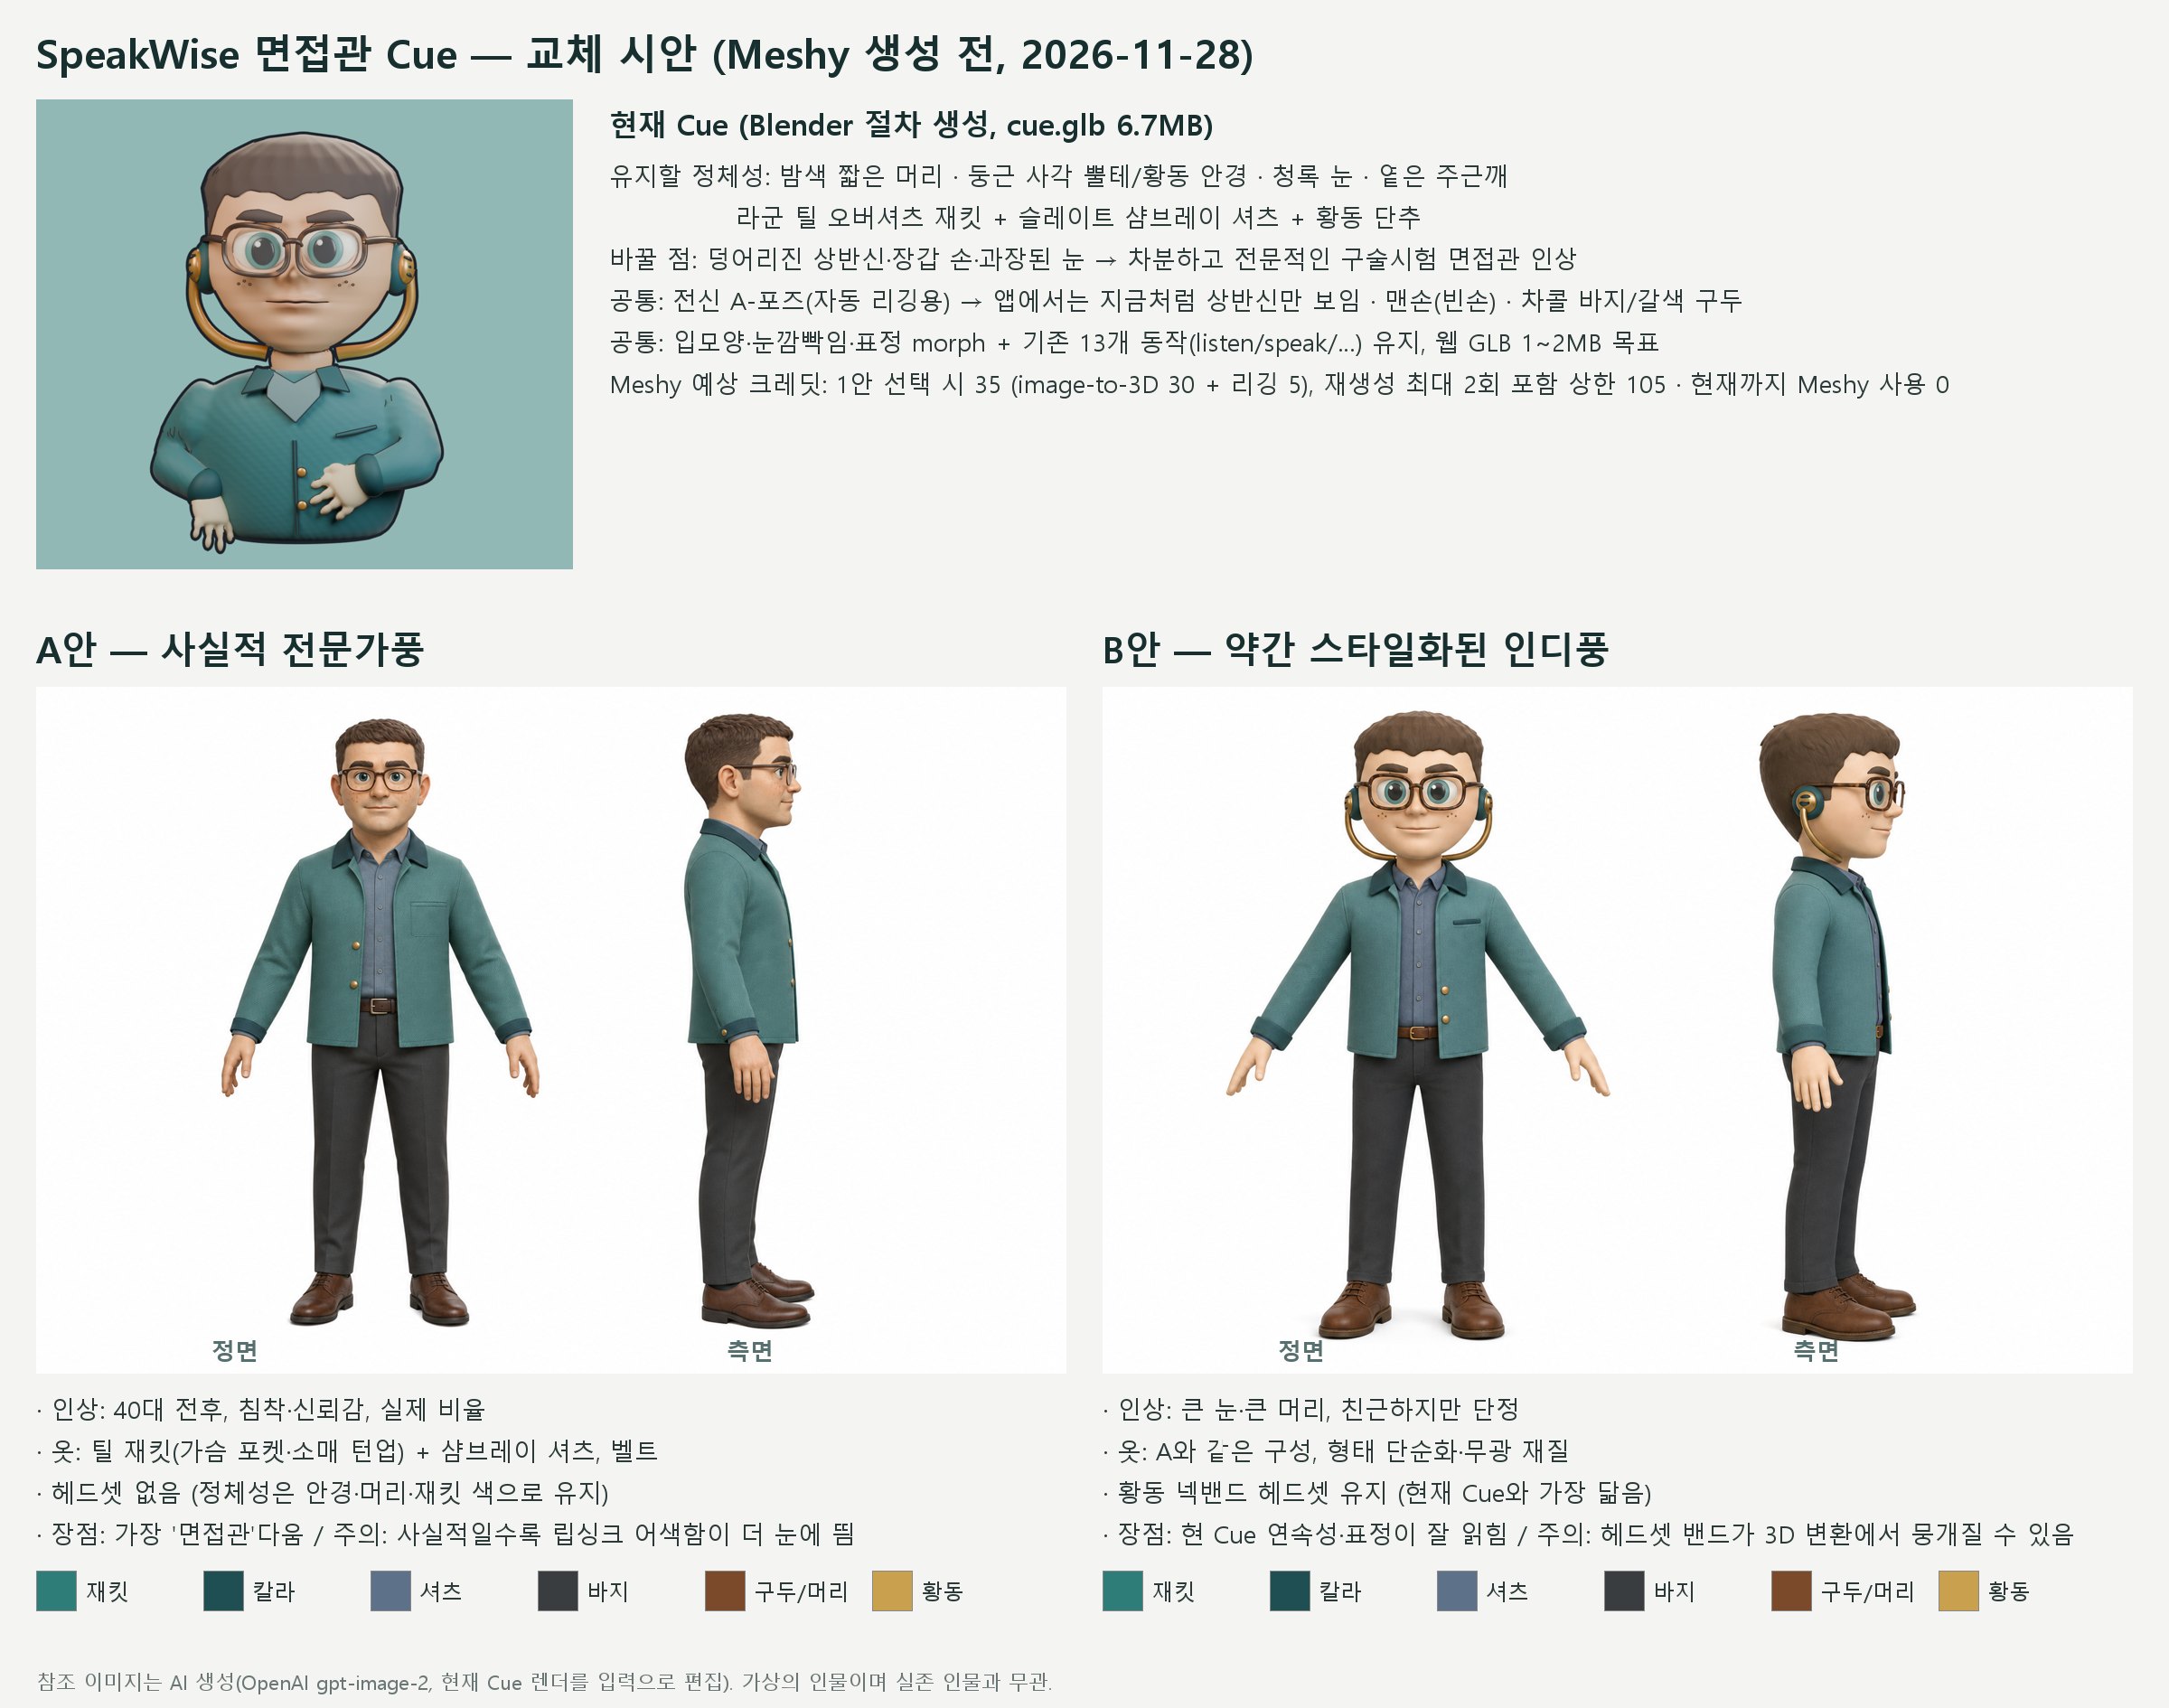 SpeakWise 면접관 Cue — 교체 시안 (Meshy 생성 전, 2026-11-28)
현재 Cue (Blender 절차 생성, cue.glb 6.7MB)
유지할 정체성: 밤색 짧은 머리 · 둥근 사각 뿔테/황동 안경 · 청록 눈 · 옅은 주근깨
라군 틸 오버셔츠 재킷 + 슬레이트 샴브레이 셔츠 + 황동 단추
바꿀 점: 덩어리진 상반신·장갑 손·과장된 눈 → 차분하고 전문적인 구술시험 면접관 인상
공통: 전신 A-포즈(자동 리깅용) → 앱에서는 지금처럼 상반신만 보임 · 맨손(빈손) · 차콜 바지/갈색 구두
공통: 입모양·눈깜빡임·표정 morph + 기존 13개 동작(listen/speak/...) 유지, 웹 GLB 1~2MB 목표
Meshy 예상 크레딧: 1안 선택 시 35 (image-to-3D 30 + 리깅 5), 재생성 최대 2회 포함 상한 105 · 현재까지 Meshy 사용 0
A안 — 사실적 전문가풍
정면
측면
· 인상: 40대 전후, 침착·신뢰감, 실제 비율
· 옷: 틸 재킷(가슴 포켓·소매 턴업) + 샴브레이 셔츠, 벨트
· 헤드셋 없음 (정체성은 안경·머리·재킷 색으로 유지)
· 장점: 가장 '면접관'다움 / 주의: 사실적일수록 립싱크 어색함이 더 눈에 띔
재킷
칼라
셔츠
바지
구두/머리
황동
B안 — 약간 스타일화된 인디풍
정면
측면
· 인상: 큰 눈·큰 머리, 친근하지만 단정
· 옷: A와 같은 구성, 형태 단순화·무광 재질
· 황동 넥밴드 헤드셋 유지 (현재 Cue와 가장 닮음)
· 장점: 현 Cue 연속성·표정이 잘 읽힘 / 주의: 헤드셋 밴드가 3D 변환에서 뭉개질 수 있음
재킷
칼라
셔츠
바지
구두/머리
황동
참조 이미지는 AI 생성(OpenAI gpt-image-2, 현재 Cue 렌더를 입력으로 편집). 가상의 인물이며 실존 인물과 무관.